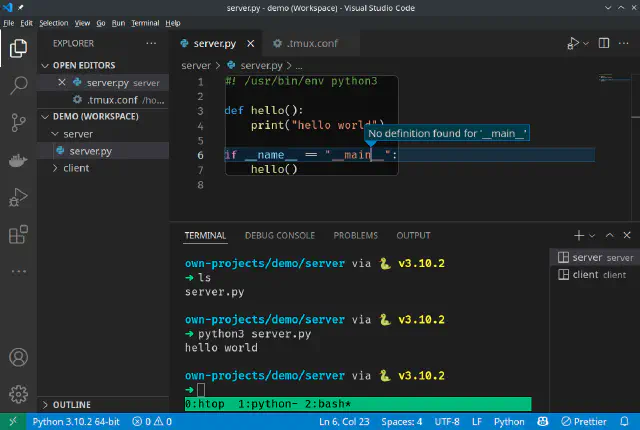 server.py - demo (Workspace) - Visual Studio Code
File Edit Selection View Go Run Terminal Help
EXPLORER
OPEN EDITORS
server.py server
.tmux.conf /ho...
DEMO (WORKSPACE)
server
server.py
client
OUTLINE
server.py
.tmux.conf
server > server.py > ...
1 #! /usr/bin/env python3
2
3 def hello():
4 print("hello world")
5
No definition found for '__main__'
6 if __name__ == "__main__":
7 hello()
8
TERMINAL DEBUG CONSOLE PROBLEMS OUTPUT
own-projects/demo/server via 🐍 v3.10.2
➜ ls
server.py
own-projects/demo/server via 🐍 v3.10.2
➜ python3 server.py
hello world
own-projects/demo/server via 🐍 v3.10.2
➜
0:htop 1:python- 2:bash*
server server
client client
Python 3.10.2 64-bit 0 0 Ln 6, Col 23 Spaces: 4 UTF-8 LF Python Prettier